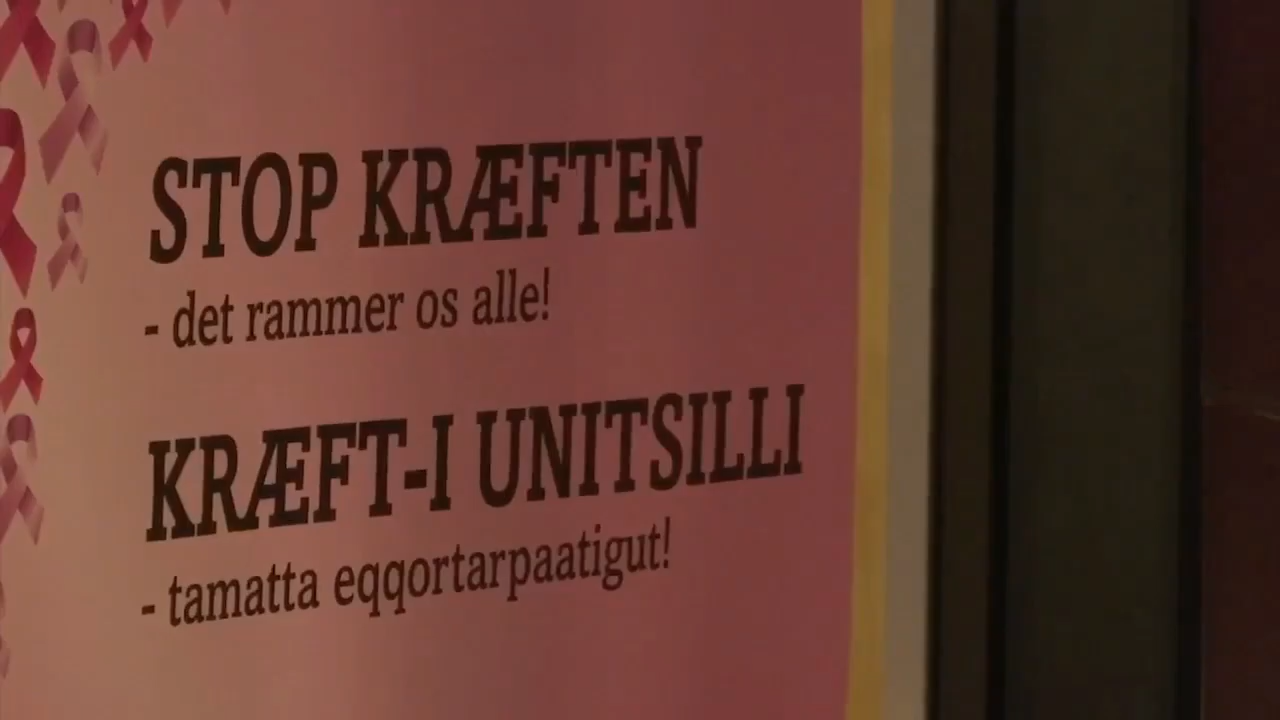 STOP KRÆFTEN
- det rammer os alle!
KRÆFT-I UNITSILLI
- tamatta eqqortarpaatigut!